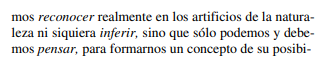 mos reconocer realmente en los artificios de la natura-
leza ni siquiera inferir, sino que sólo podemos y debe-
mos pensar, para formarnos un concepto de su posibi-